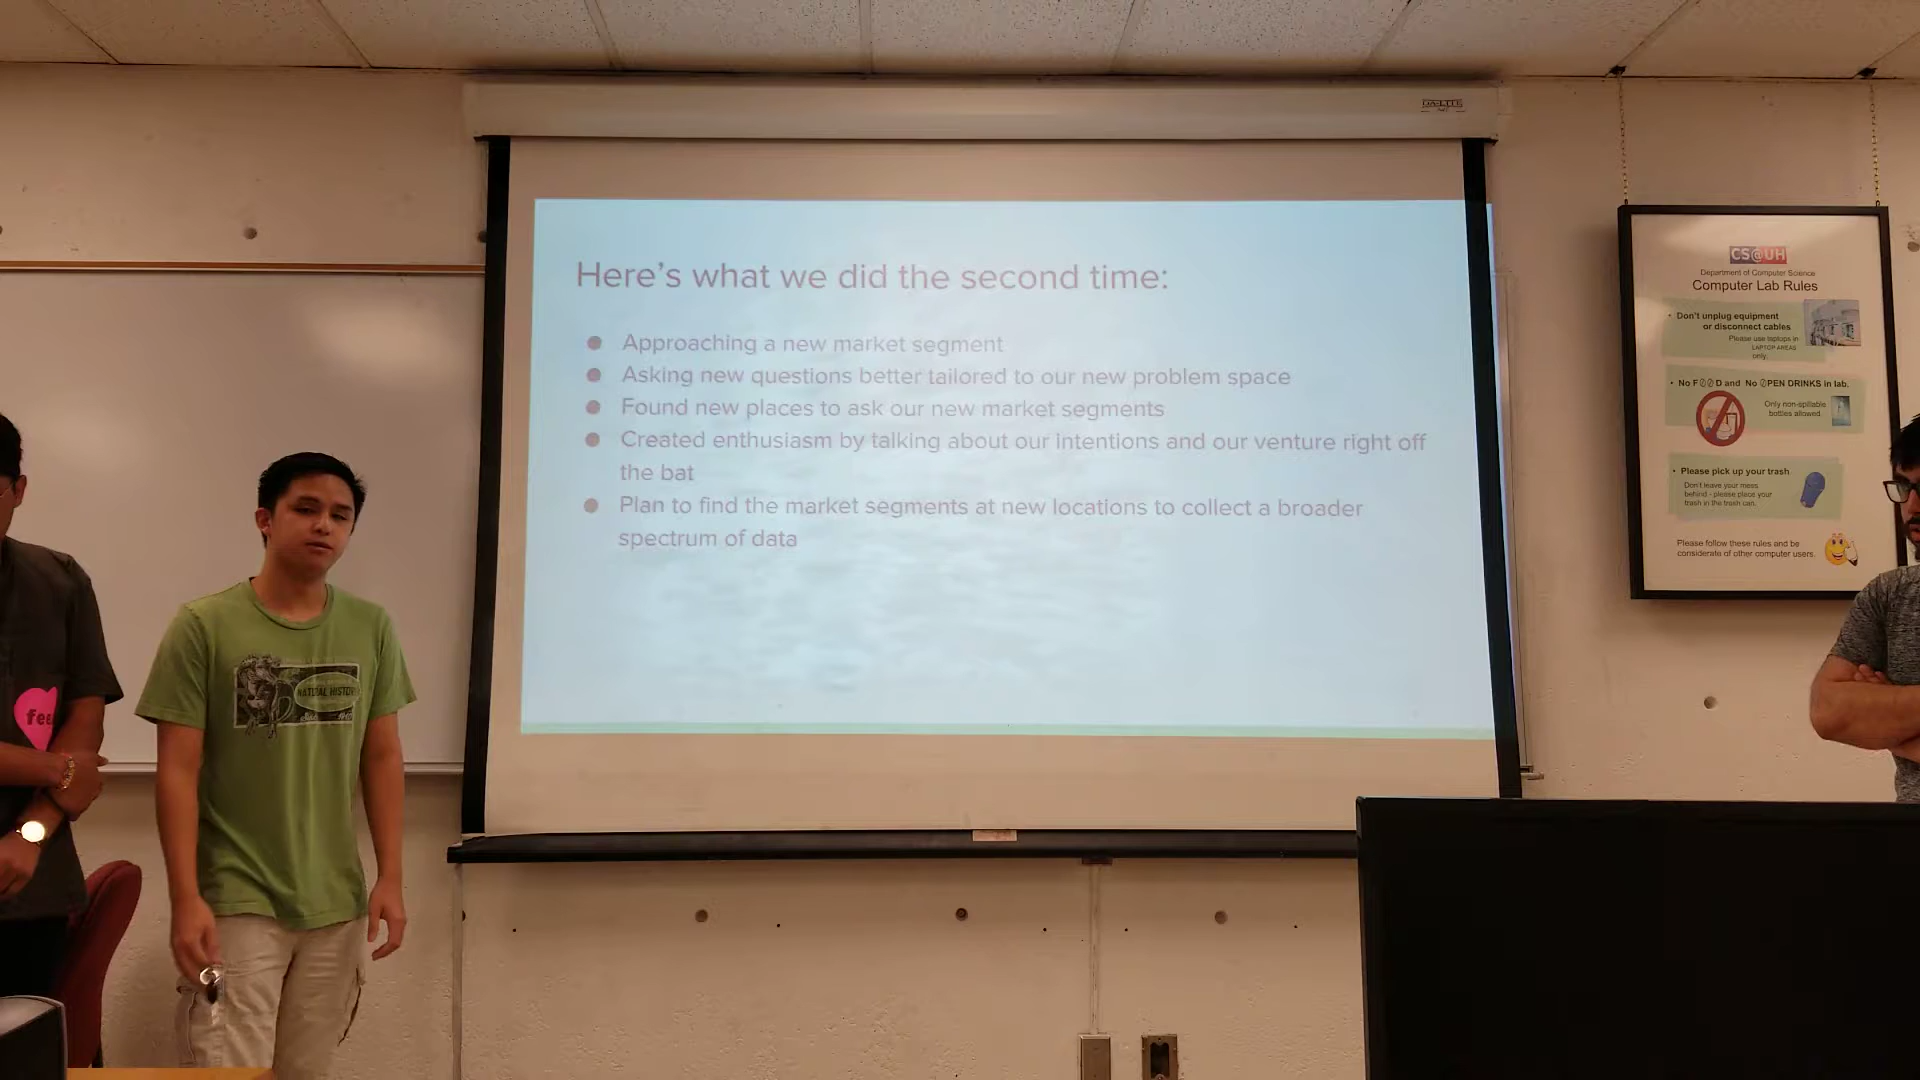 DA-LITE
Here's what we did the second time:
Approaching a new market segment
Asking new questions better tailored to our new problem space
Found new places to ask our new market segments
Created enthusiasm by talking about our intentions and our venture right off
the bat
Plan to find the market segments at new locations to collect a broader
spectrum of data
CS@UH
Department of Computer Science
Computer Lab Rules
Don't unplug equipment
or disconnect cables
Please use laptops in
LAPTOP AREAS
only.
No F∅∅D and No ∅PEN DRINKS in lab.
Only non-spillable
bottles allowed.
Please pick up your trash
Don't leave your mess
behind - please place your
trash in the trash can.
Please follow these rules and be
considerate of other computer users.
NATURAL HISTORY
fee